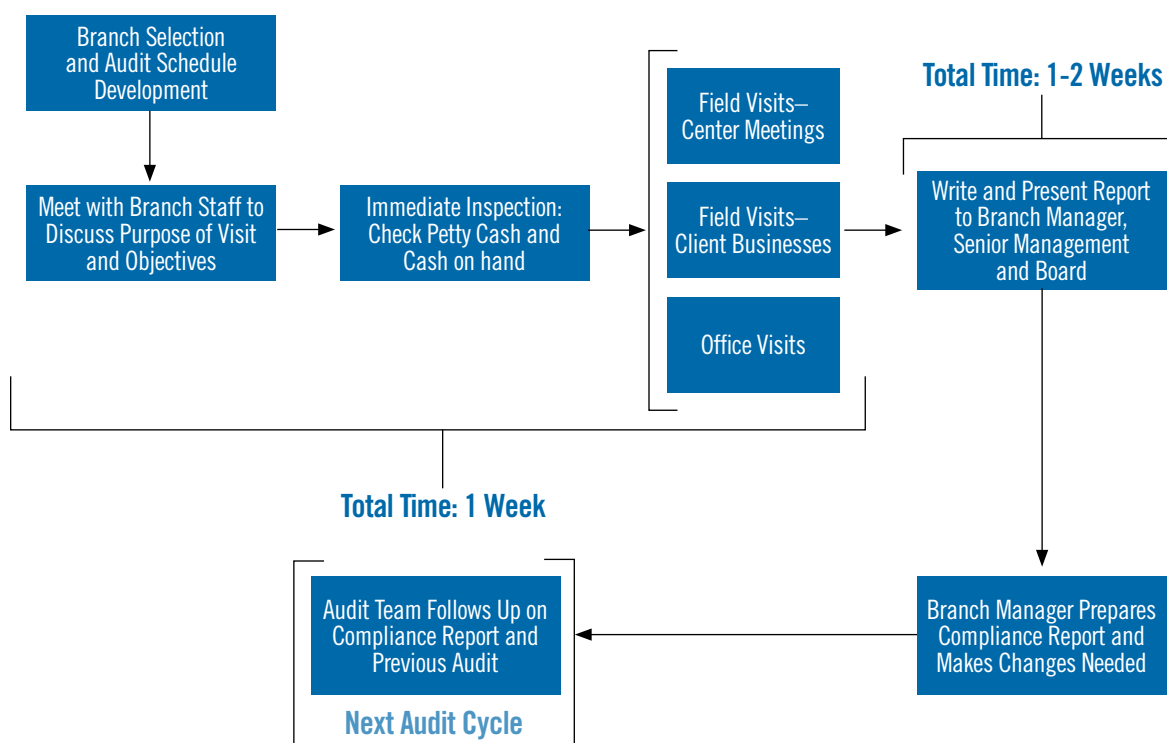 Branch Selection
and Audit Schedule
Development
Meet with Branch Staff to
Discuss Purpose of Visit
and Objectives
Immediate Inspection:
Check Petty Cash and
Cash on hand
Field Visits–
Center Meetings
Field Visits–
Client Businesses
Office Visits
Total Time: 1 Week
Total Time: 1-2 Weeks
Write and Present Report
to Branch Manager,
Senior Management
and Board
Branch Manager Prepares
Compliance Report and
Makes Changes Needed
Audit Team Follows Up on
Compliance Report and
Previous Audit
Next Audit Cycle